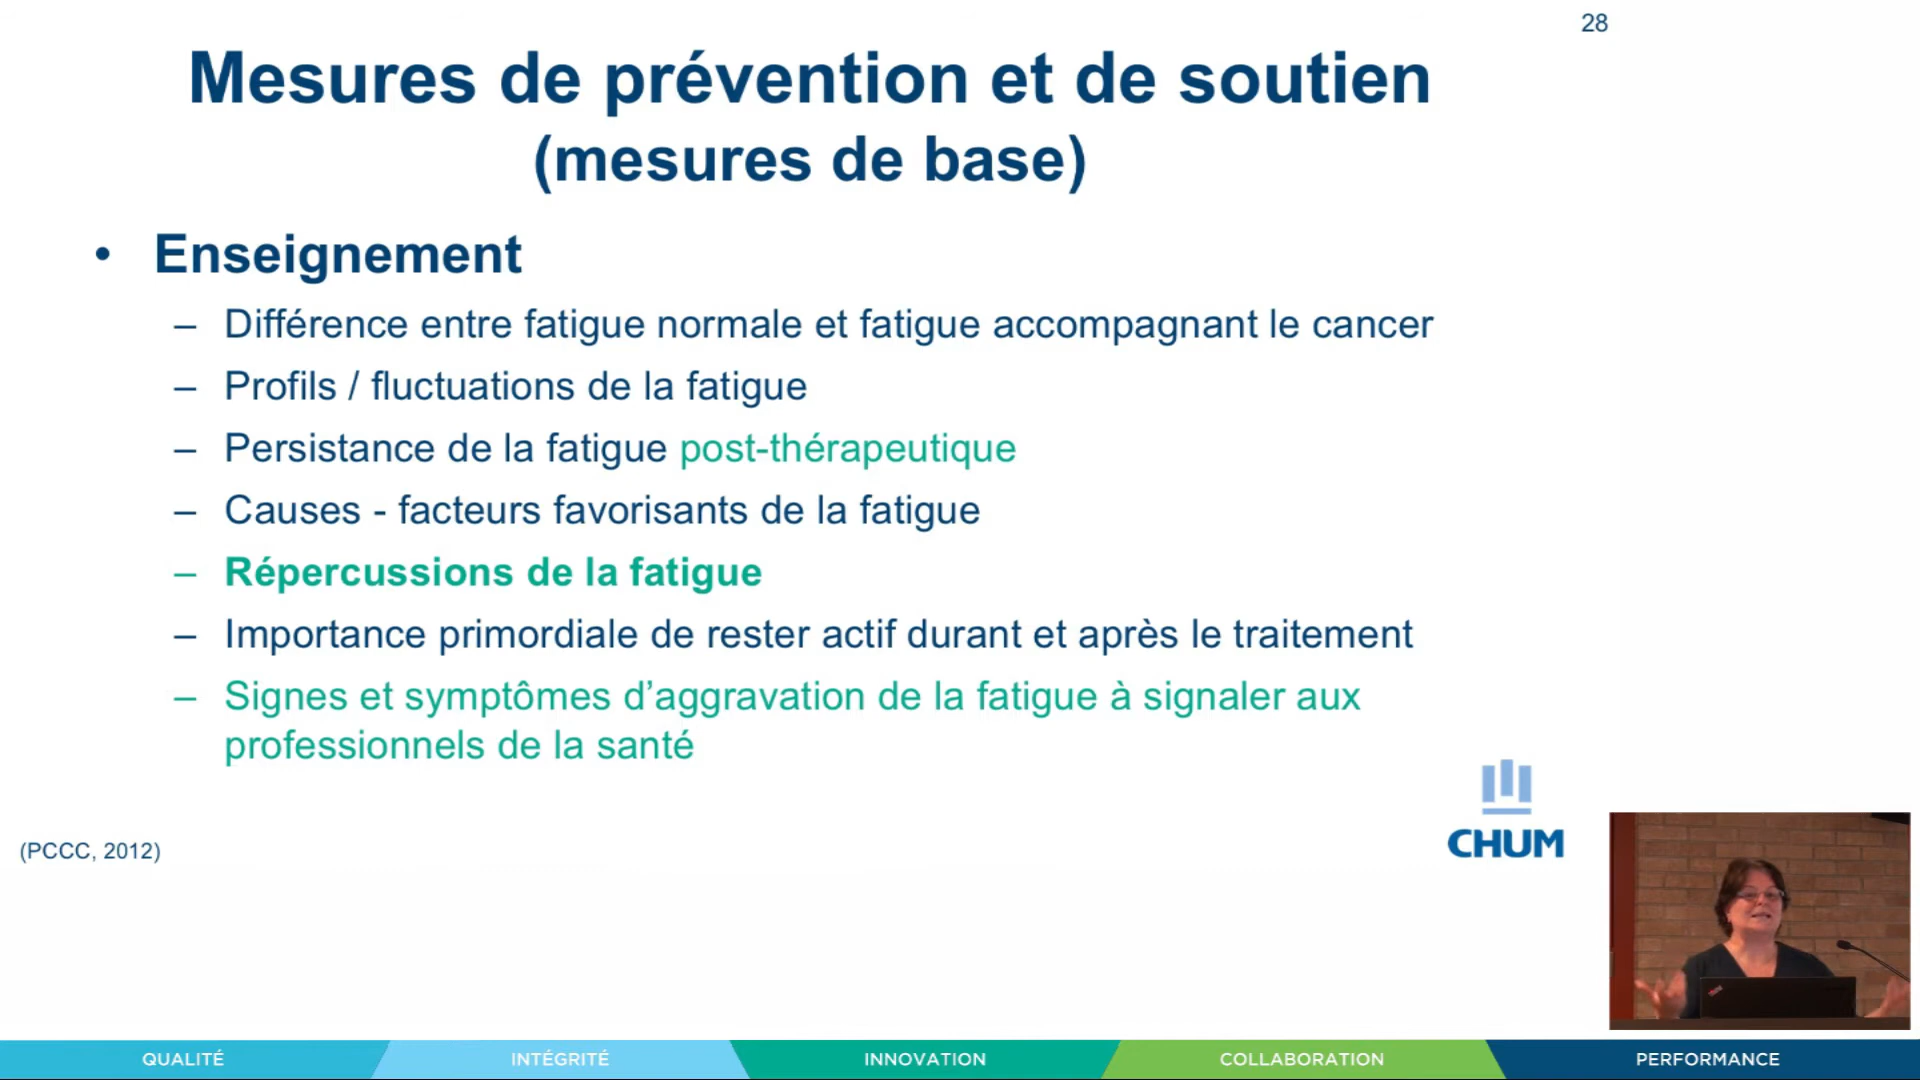 28
Mesures de prévention et de soutien
(mesures de base)
• Enseignement
– Différence entre fatigue normale et fatigue accompagnant le cancer
– Profils / fluctuations de la fatigue
– Persistance de la fatigue post-thérapeutique
– Causes - facteurs favorisants de la fatigue
– Répercussions de la fatigue
– Importance primordiale de rester actif durant et après le traitement
– Signes et symptômes d’aggravation de la fatigue à signaler aux
professionnels de la santé
CHUM
(PCCC, 2012)
QUALITÉ INTÉGRITÉ INNOVATION COLLABORATION PERFORMANCE